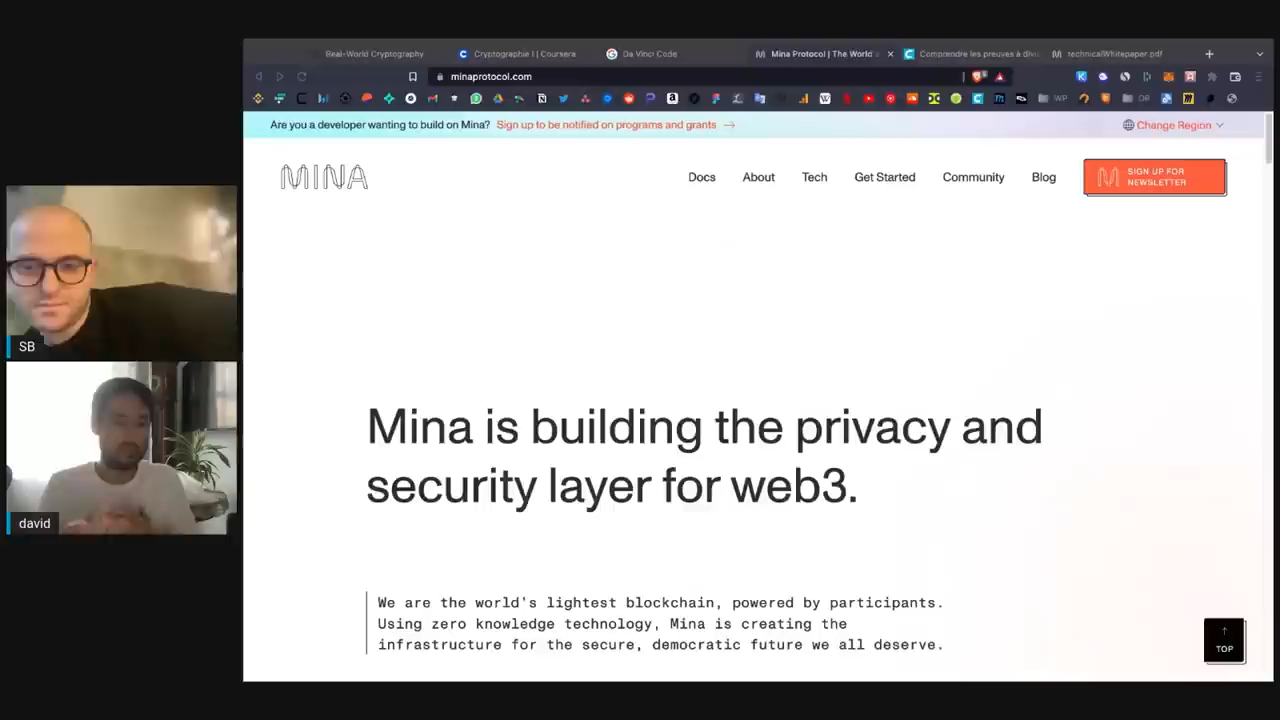 Real-World Cryptography
Cryptographie I | Coursera
Da Vinci Code
Mina Protocol | The World's
Comprendre les preuves à divu
technicalWhitepaper.pdf
minaprotocol.com
WP
OB
Are you a developer wanting to build on Mina? Sign up to be notified on programs and grants →
Change Region
MINA
Docs
About
Tech
Get Started
Community
Blog
SIGN UP FOR
NEWSLETTER
SB
david
Mina is building the privacy and
security layer for web3.
We are the world's lightest blockchain, powered by participants.
Using zero knowledge technology, Mina is creating the
infrastructure for the secure, democratic future we all deserve.
↑
TOP